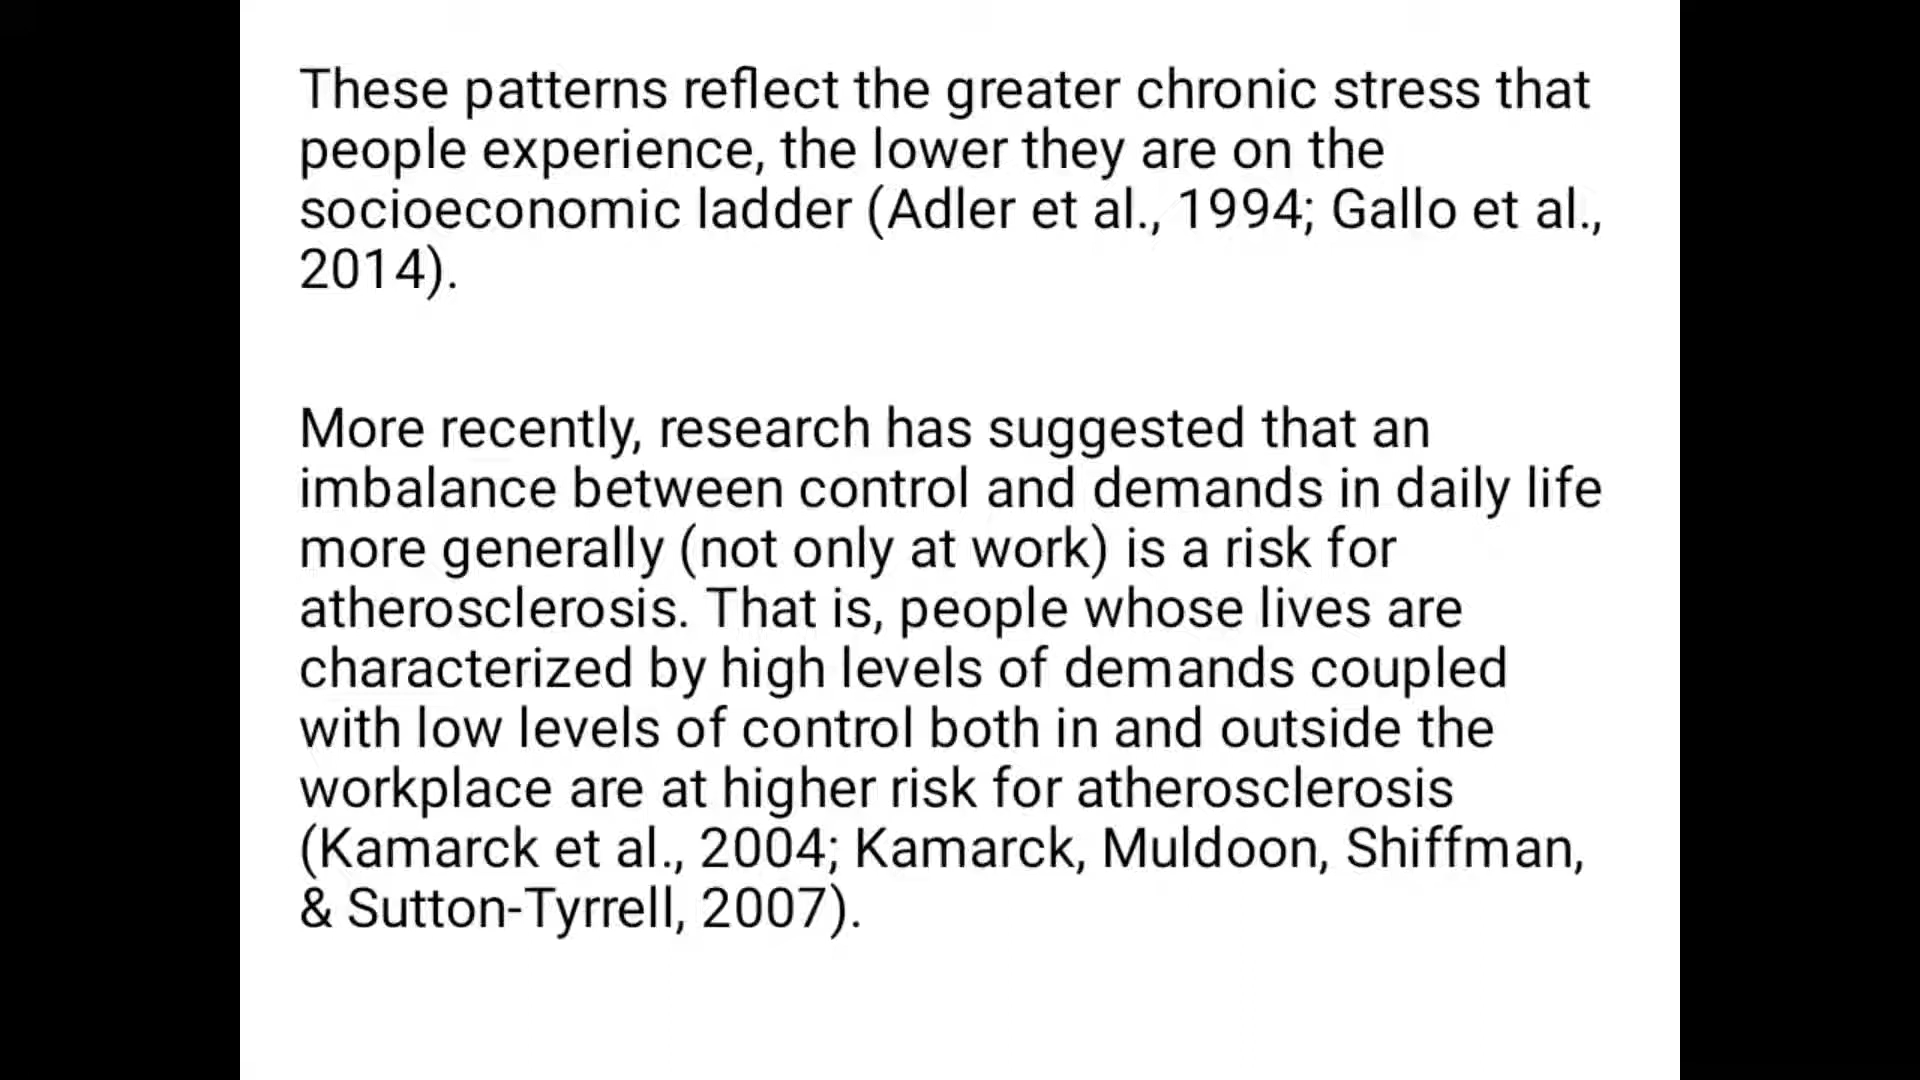 These patterns reflect the greater chronic stress that
people experience, the lower they are on the
socioeconomic ladder (Adler et al., 1994; Gallo et al.,
2014).
More recently, research has suggested that an
imbalance between control and demands in daily life
more generally (not only at work) is a risk for
atherosclerosis. That is, people whose lives are
characterized by high levels of demands coupled
with low levels of control both in and outside the
workplace are at higher risk for atherosclerosis
(Kamarck et al., 2004; Kamarck, Muldoon, Shiffman,
& Sutton-Tyrrell, 2007).